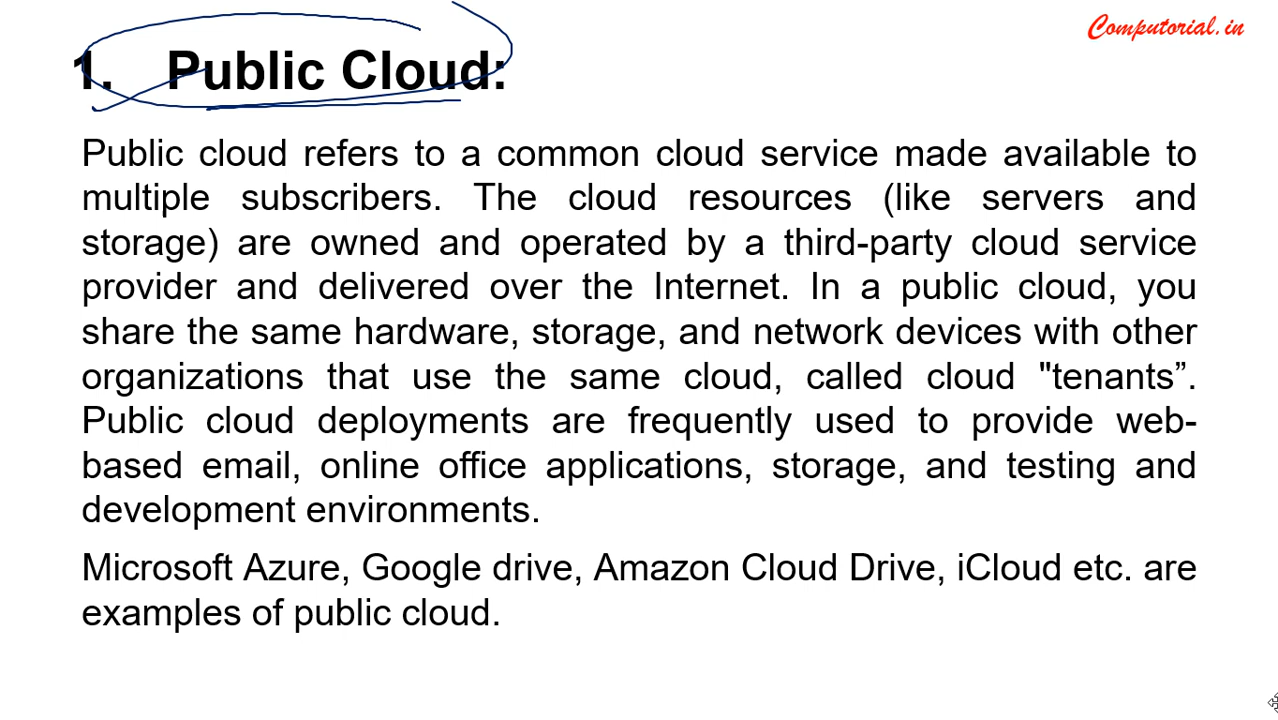 Computorial.in
1. Public Cloud:
Public cloud refers to a common cloud service made available to
multiple subscribers. The cloud resources (like servers and
storage) are owned and operated by a third-party cloud service
provider and delivered over the Internet. In a public cloud, you
share the same hardware, storage, and network devices with other
organizations that use the same cloud, called cloud "tenants”.
Public cloud deployments are frequently used to provide web-
based email, online office applications, storage, and testing and
development environments.
Microsoft Azure, Google drive, Amazon Cloud Drive, iCloud etc. are
examples of public cloud.